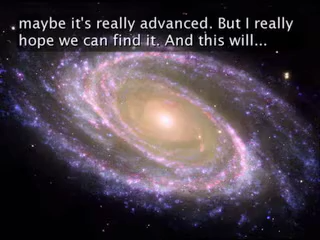 maybe it's really advanced. But I really
hope we can find it. And this will...